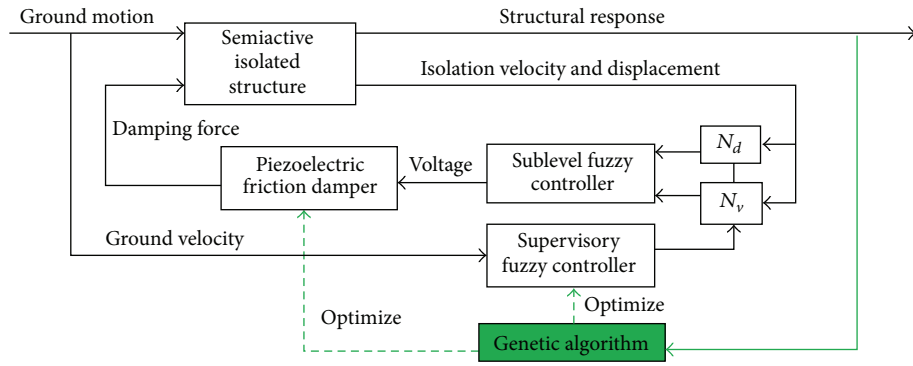 Ground motion
Structural response
Semiactive
isolated
structure
Isolation velocity and displacement
Damping force
Piezoelectric
friction damper
Voltage
Sublevel fuzzy
controller
N_d
N_v
Ground velocity
Supervisory
fuzzy controller
Optimize
Optimize
Genetic algorithm